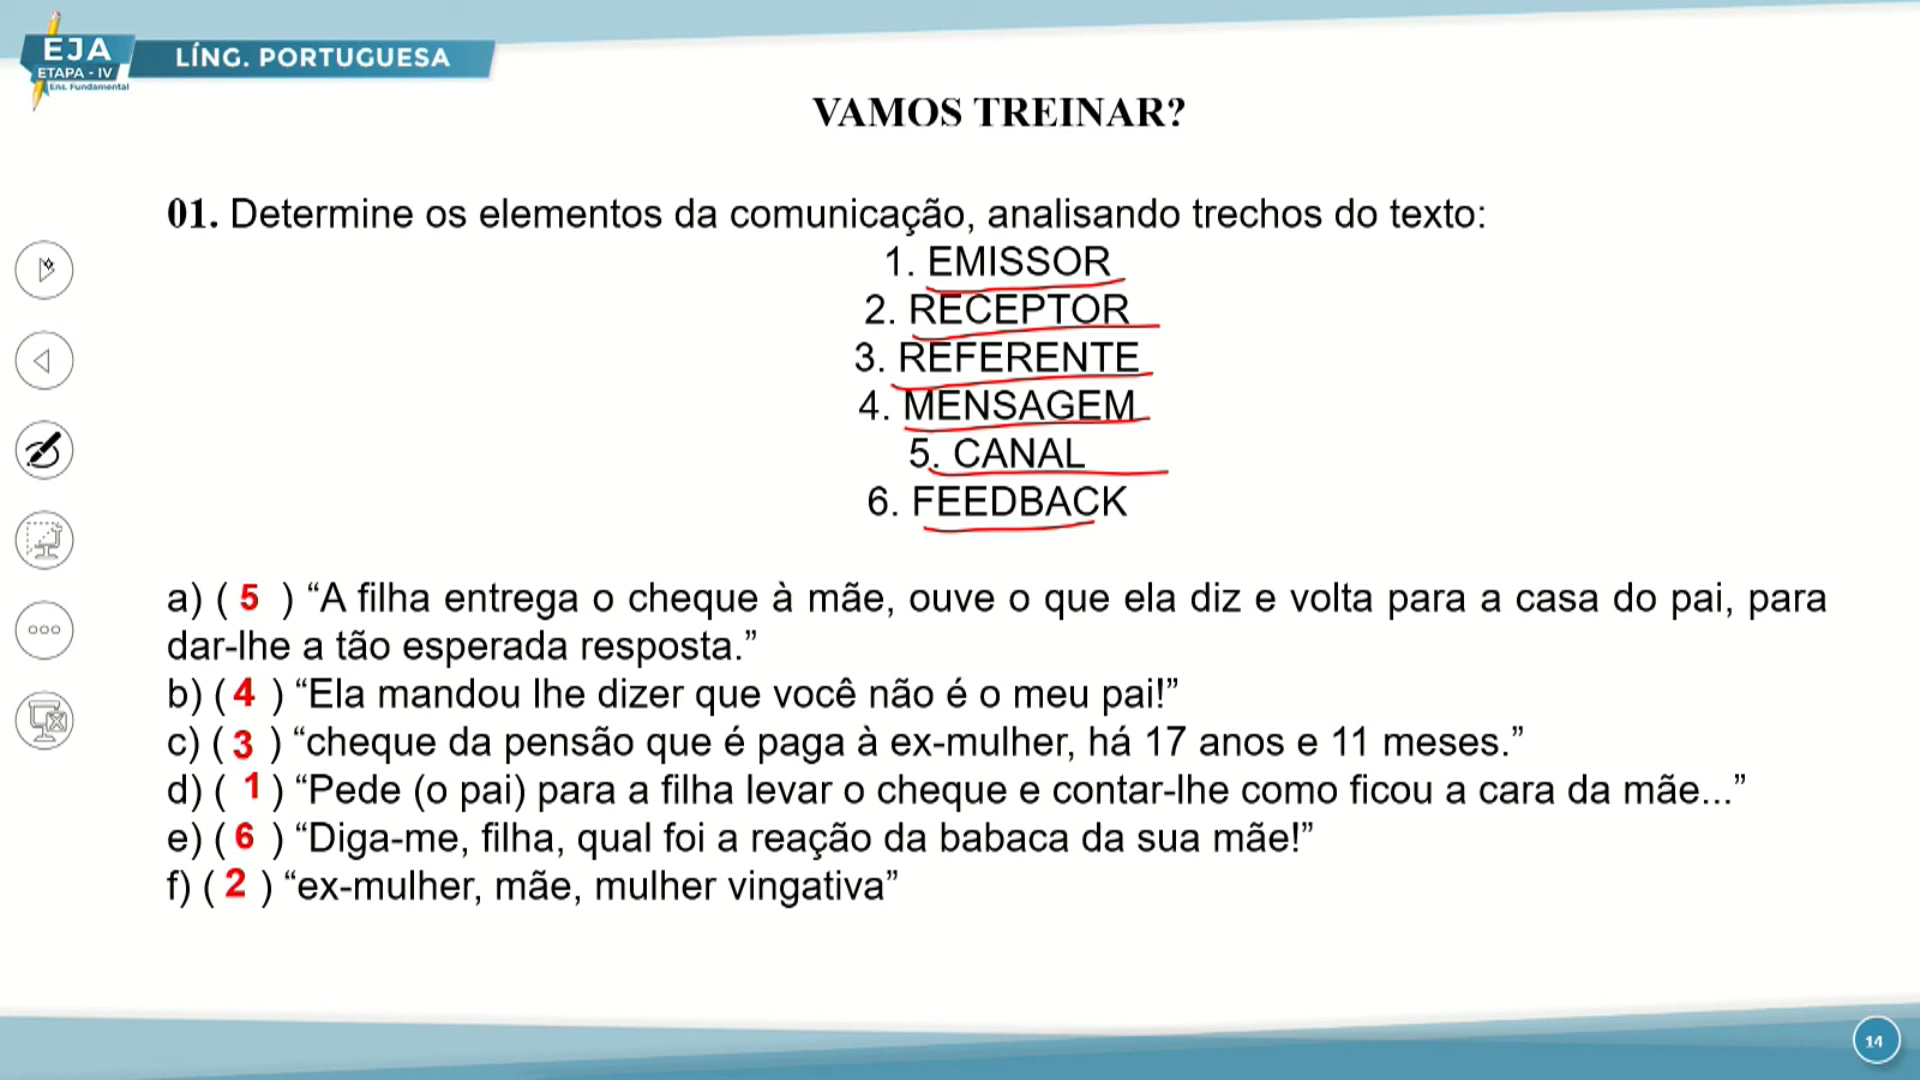 EJA
ETAPA - IV
Ens. Fundamental
LÍNG. PORTUGUESA
VAMOS TREINAR?
01. Determine os elementos da comunicação, analisando trechos do texto:
1. EMISSOR
2. RECEPTOR
3. REFERENTE
4. MENSAGEM
5. CANAL
6. FEEDBACK
a) ( 5 ) “A filha entrega o cheque à mãe, ouve o que ela diz e volta para a casa do pai, para
dar-lhe a tão esperada resposta.”
b) ( 4 ) “Ela mandou lhe dizer que você não é o meu pai!”
c) ( 3 ) “cheque da pensão que é paga à ex-mulher, há 17 anos e 11 meses.”
d) ( 1 ) “Pede (o pai) para a filha levar o cheque e contar-lhe como ficou a cara da mãe...”
e) ( 6 ) “Diga-me, filha, qual foi a reação da babaca da sua mãe!”
f) ( 2 ) “ex-mulher, mãe, mulher vingativa”
14